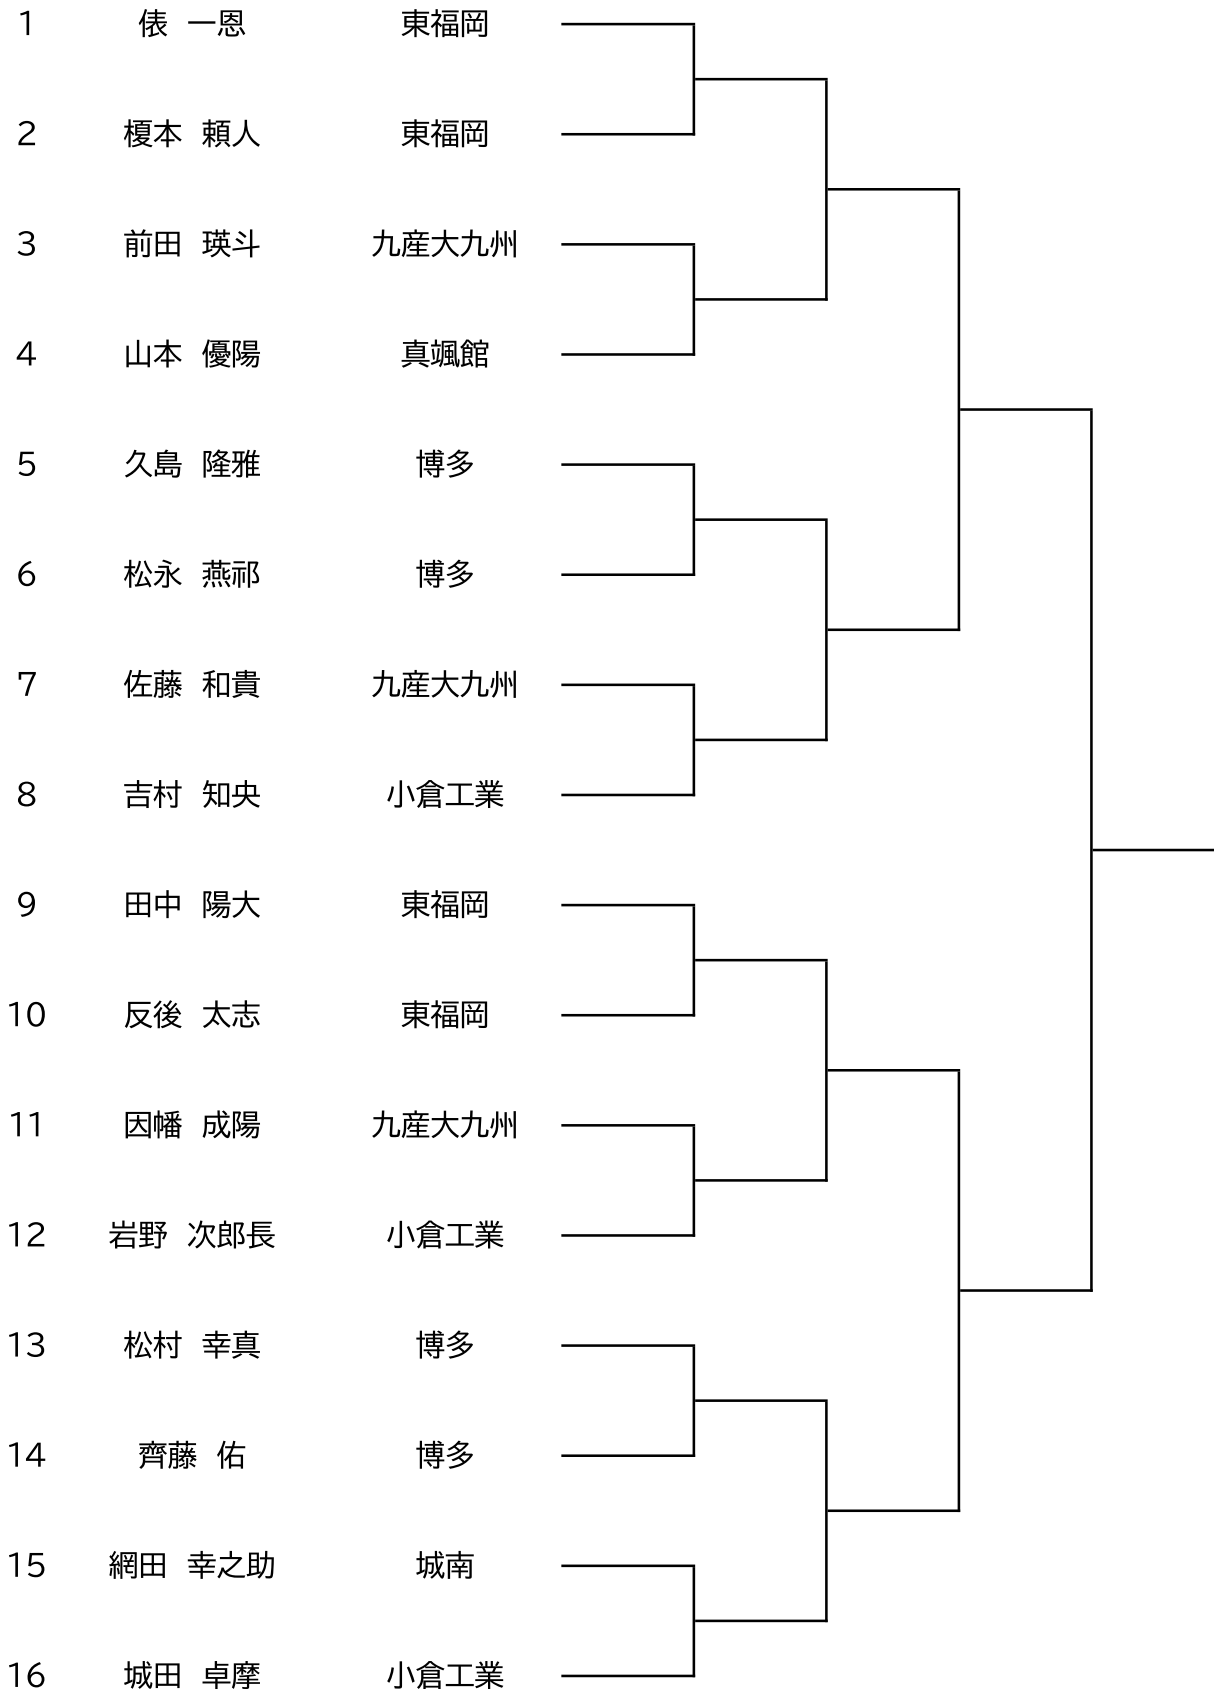 1 俵 一恩 東福岡
2 榎本 頼人 東福岡
3 前田 瑛斗 九産大九州
4 山本 優陽 真颯館
5 久島 隆雅 博多
6 松永 燕祁 博多
7 佐藤 和貴 九産大九州
8 吉村 知央 小倉工業
9 田中 陽大 東福岡
10 反後 太志 東福岡
11 因幡 成陽 九産大九州
12 岩野 次郎長 小倉工業
13 松村 幸真 博多
14 齊藤 佑 博多
15 網田 幸之助 城南
16 城田 卓摩 小倉工業